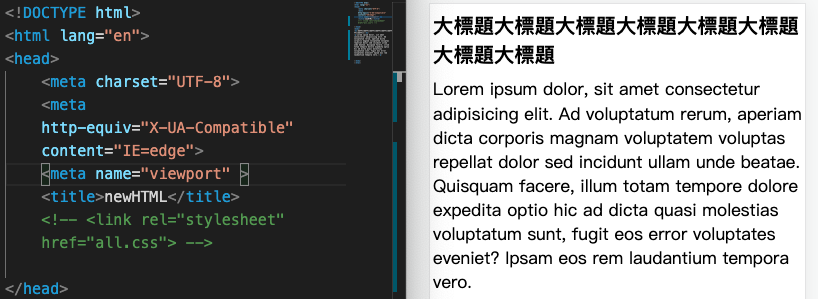 <!DOCTYPE html>
<html lang="en">
<head>
<meta charset="UTF-8">
<meta
http-equiv="X-UA-Compatible"
content="IE=edge">
<meta name="viewport" >
<title>newHTML</title>
<!-- <link rel="stylesheet"
href="all.css"> -->
</head>
大標題大標題大標題大標題大標題大標題
大標題大標題
Lorem ipsum dolor, sit amet consectetur
adipisicing elit. Ad voluptatum rerum, aperiam
dicta corporis magnam voluptatem voluptas
repellat dolor sed incidunt ullam unde beatae.
Quisquam facere, illum totam tempore dolore
expedita optio hic ad dicta quasi molestias
voluptatum sunt, fugit eos error voluptates
eveniet? Ipsam eos rem laudantium tempora
vero.